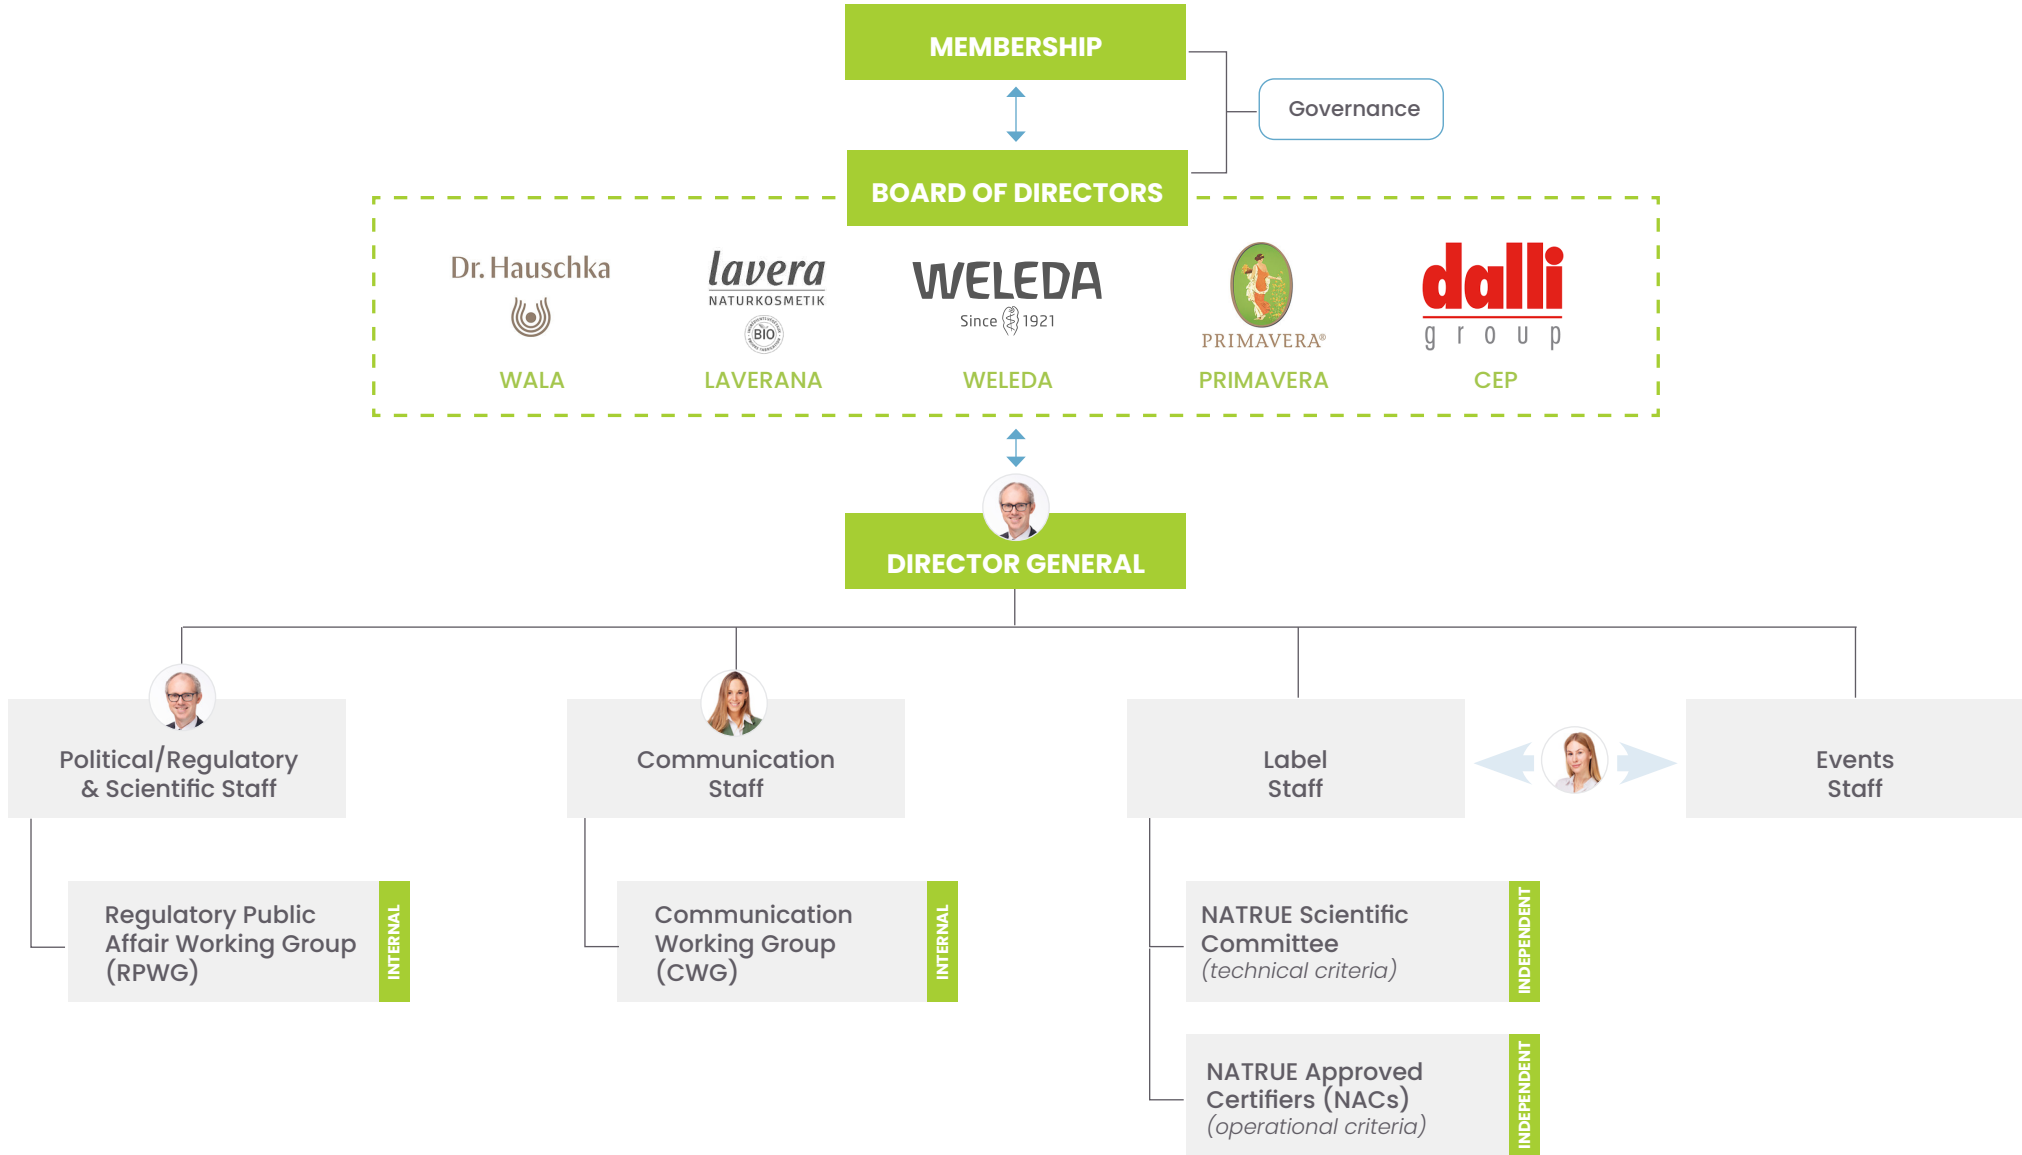 MEMBERSHIP
Governance
BOARD OF DIRECTORS
Dr. Hauschka
WALA
lavera
NATURKOSMETIK
BIO
LAVERANA
WELEDA
Since 1921
WELEDA
PRIMAVERA®
PRIMAVERA
dalli
group
CEP
DIRECTOR GENERAL
Political/Regulatory
& Scientific Staff
Communication
Staff
Label
Staff
Events
Staff
Regulatory Public
Affair Working Group
(RPWG)
INTERNAL
Communication
Working Group
(CWG)
INTERNAL
NATRUE Scientific
Committee
(technical criteria)
INDEPENDENT
NATRUE Approved
Certifiers (NACs)
(operational criteria)
INDEPENDENT